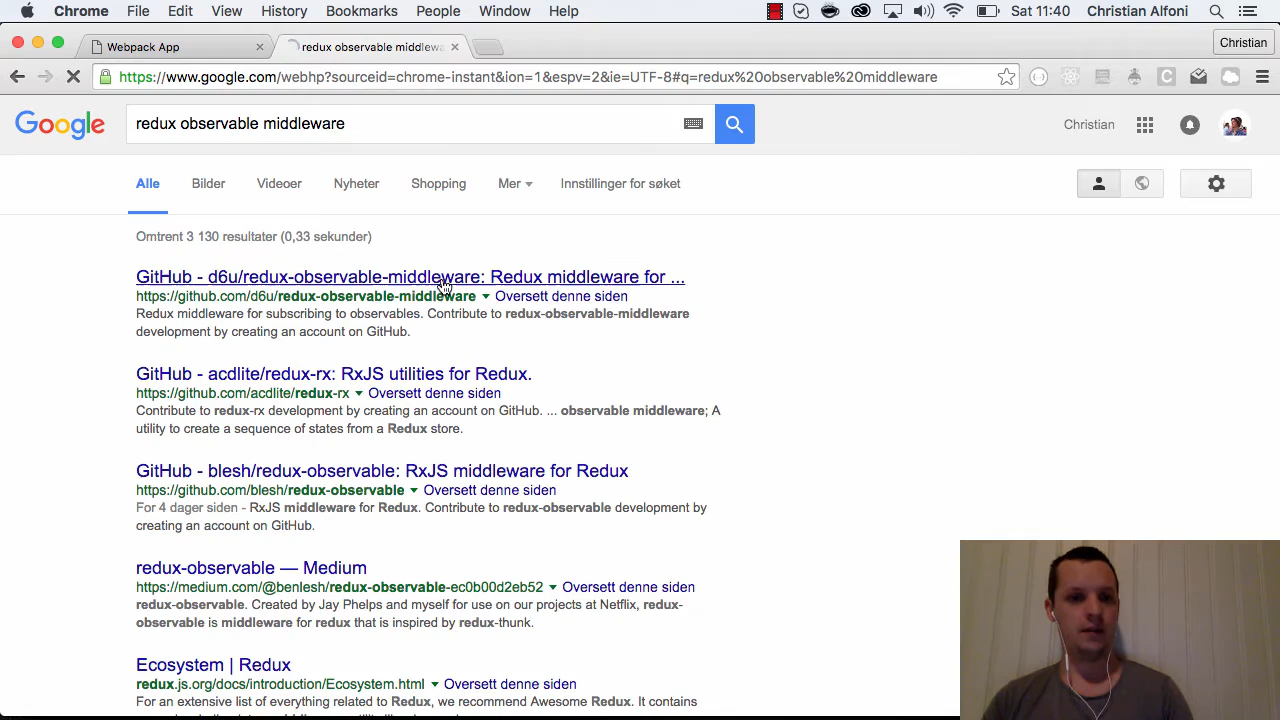 Chrome File Edit View History Bookmarks People Window Help Sat 11:40 Christian Alfoni
Webpack App redux observable middlewa Christian
https://www.google.com/webhp?sourceid=chrome-instant&ion=1&espv=2&ie=UTF-8#q=redux%20observable%20middleware
Google redux observable middleware Christian
Alle Bilder Videoer Nyheter Shopping Mer Innstillinger for søket
Omtrent 3 130 resultater (0,33 sekunder)
GitHub - d6u/redux-observable-middleware: Redux middleware for ...
https://github.com/d6u/redux-observable-middleware Oversett denne siden
Redux middleware for subscribing to observables. Contribute to redux-observable-middleware
development by creating an account on GitHub.
GitHub - acdlite/redux-rx: RxJS utilities for Redux.
https://github.com/acdlite/redux-rx Oversett denne siden
Contribute to redux-rx development by creating an account on GitHub. ... observable middleware; A
utility to create a sequence of states from a Redux store.
GitHub - blesh/redux-observable: RxJS middleware for Redux
https://github.com/blesh/redux-observable Oversett denne siden
For 4 dager siden - RxJS middleware for Redux. Contribute to redux-observable development by
creating an account on GitHub.
redux-observable — Medium
https://medium.com/@benlesh/redux-observable-ec0b00d2eb52 Oversett denne siden
redux-observable. Created by Jay Phelps and myself for use on our projects at Netflix, redux-
observable is middleware for redux that is inspired by redux-thunk.
Ecosystem | Redux
redux.js.org/docs/introduction/Ecosystem.html Oversett denne siden
For an extensive list of everything related to Redux, we recommend Awesome Redux. It contains